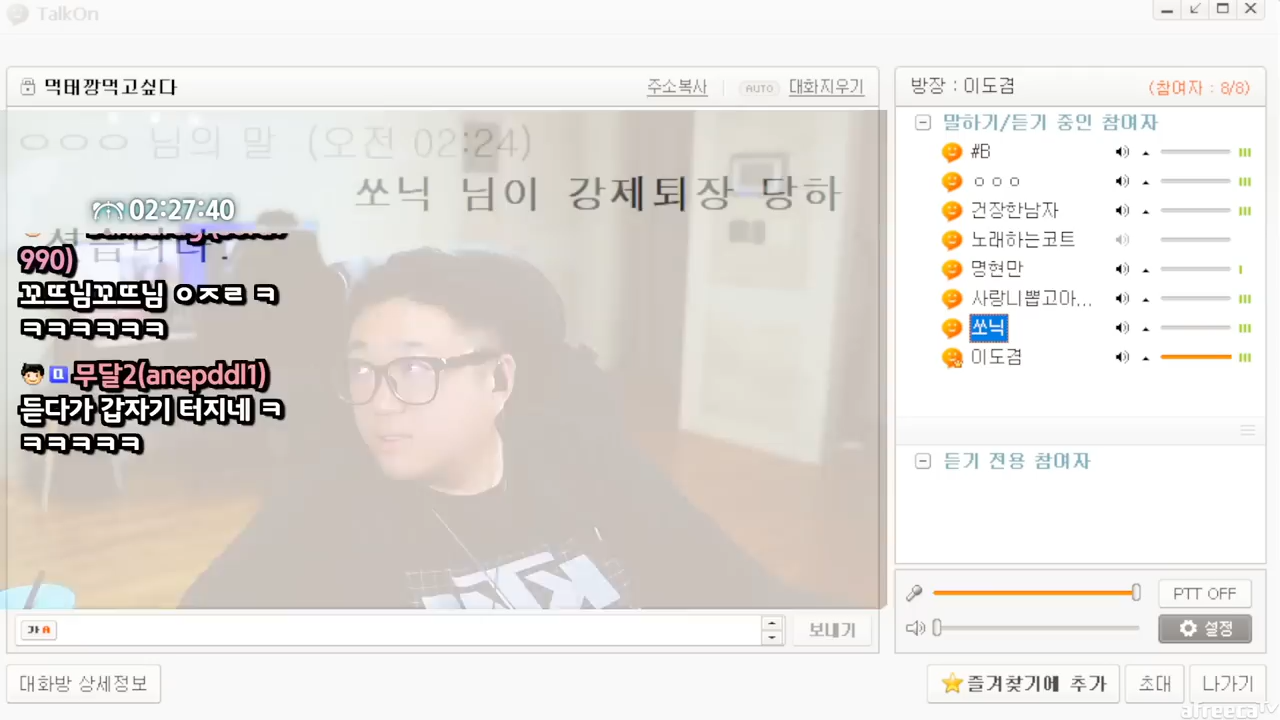 TalkOn
먹태깡먹고싶다
주소복사
AUTO
대화지우기
ㅇㅇㅇ 님의 말 (오전 02:24)
쏘닉 님이 강제퇴장 당하
셨습니다.
02:27:40
990)
꼬뜨님꼬뜨님 ㅇㅈㄹ ㅋ
ㅋㅋㅋㅋㅋㅋ
무달2(anepddl1)
듣다가 갑자기 터지네 ㅋ
ㅋㅋㅋㅋㅋ
가A
보내기
대화방 상세정보
방장 : 이도겸
(참여자 : 8/8)
말하기/듣기 중인 참여자
#B
ㅇㅇㅇ
건장한남자
노래하는코트
명현만
사랑니뽑고아...
쏘닉
이도겸
듣기 전용 참여자
PTT OFF
설정
즐겨찾기에 추가
초대
나가기
afreecaTV